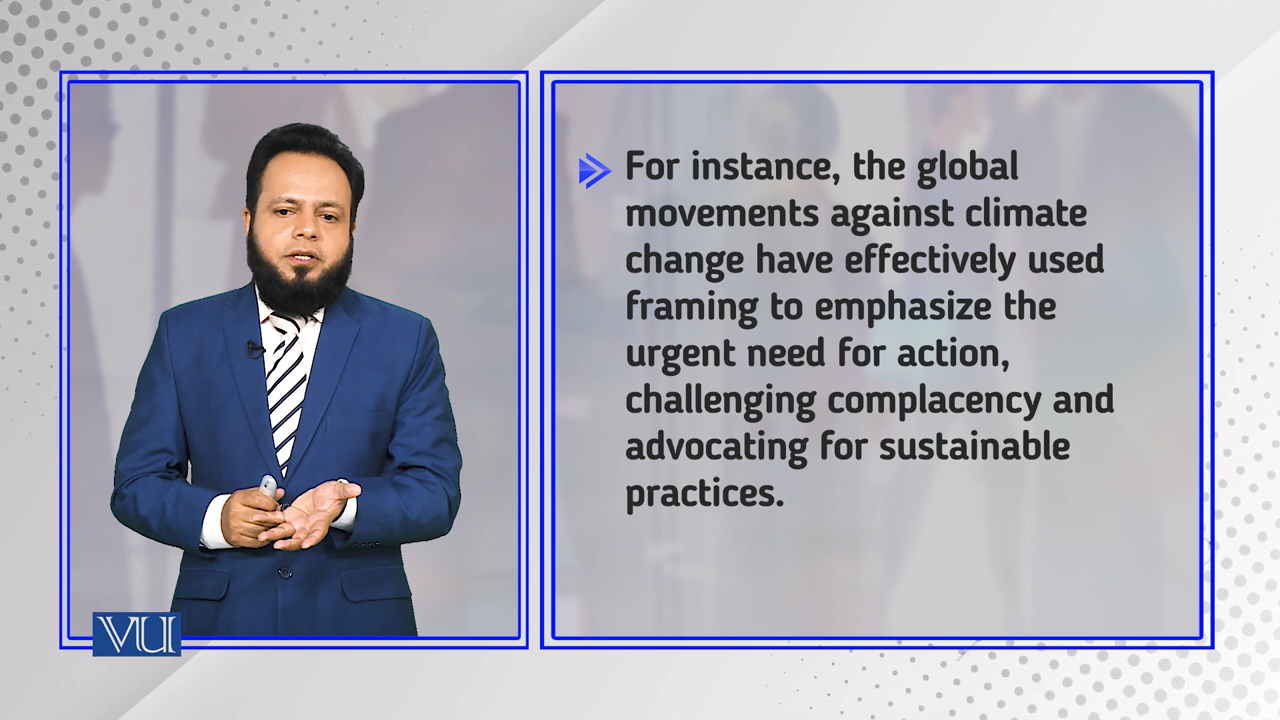 For instance, the global
movements against climate
change have effectively used
framing to emphasize the
urgent need for action,
challenging complacency and
advocating for sustainable
practices.
VU